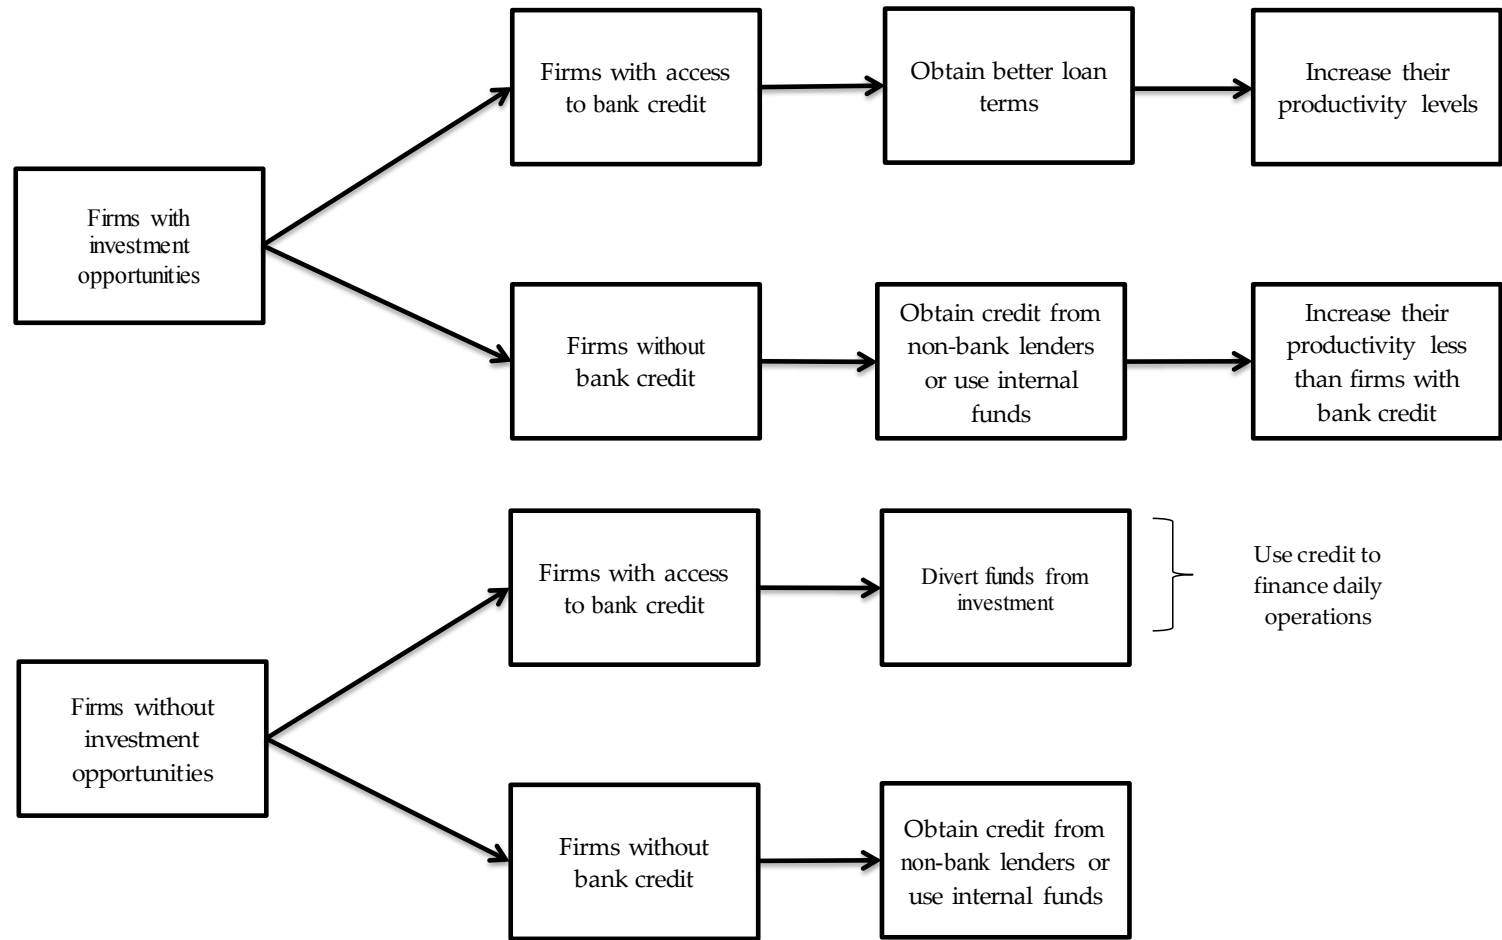 Firms with
investment
opportunities
Firms with access
to bank credit
Obtain better loan
terms
Increase their
productivity levels
Firms without
bank credit
Obtain credit from
non-bank lenders
or use internal
funds
Increase their
productivity less
than firms with
bank credit
Firms without
investment
opportunities
Firms with access
to bank credit
Divert funds from
investment
Use credit to
finance daily
operations
Firms without
bank credit
Obtain credit from
non-bank lenders or
use internal funds